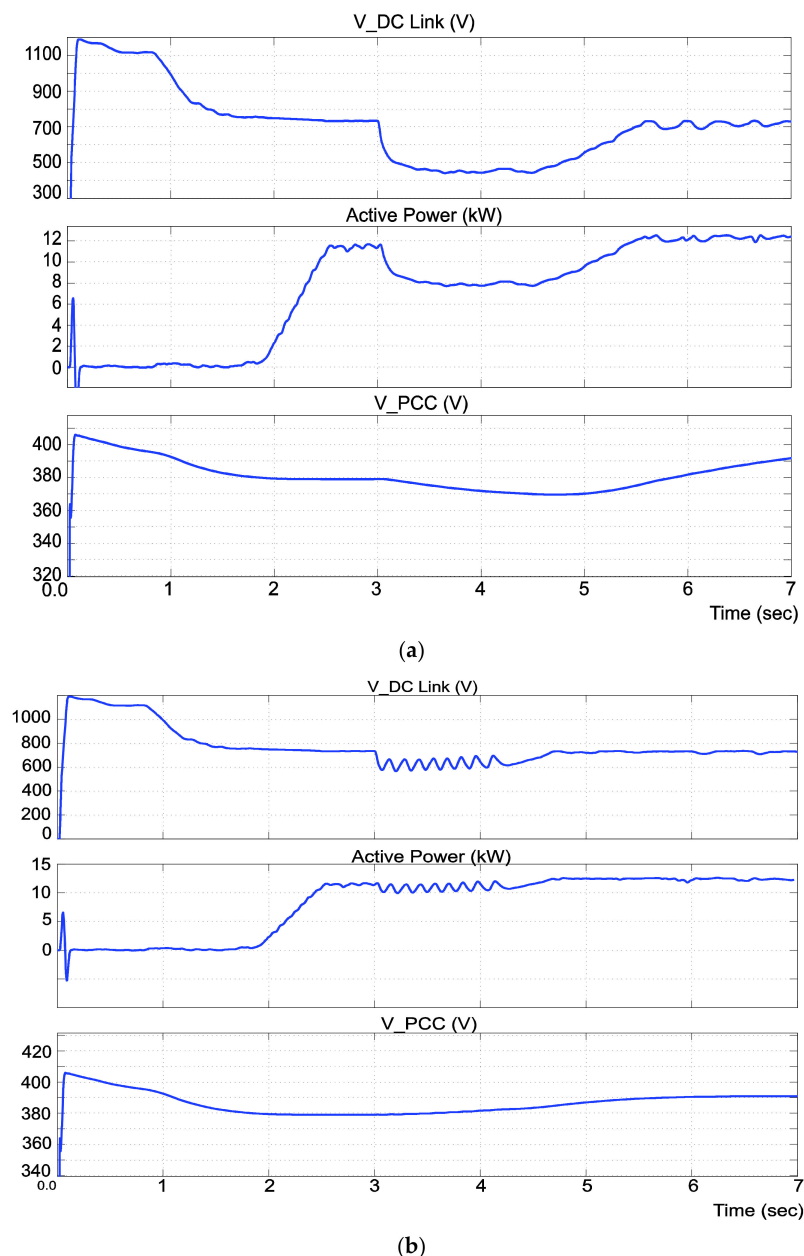 V_DC Link (V)
1100
900
700
500
300
Active Power (kW)
12
10
8
6
4
2
0
V_PCC (V)
400
380
360
340
320
0.0 1 2 3 4 5 6 7
Time (sec)
(a)
V_DC Link (V)
1000
800
600
400
200
0
Active Power (kW)
15
10
5
0
V_PCC (V)
420
400
380
360
340
0.0 1 2 3 4 5 6 7
Time (sec)
(b)